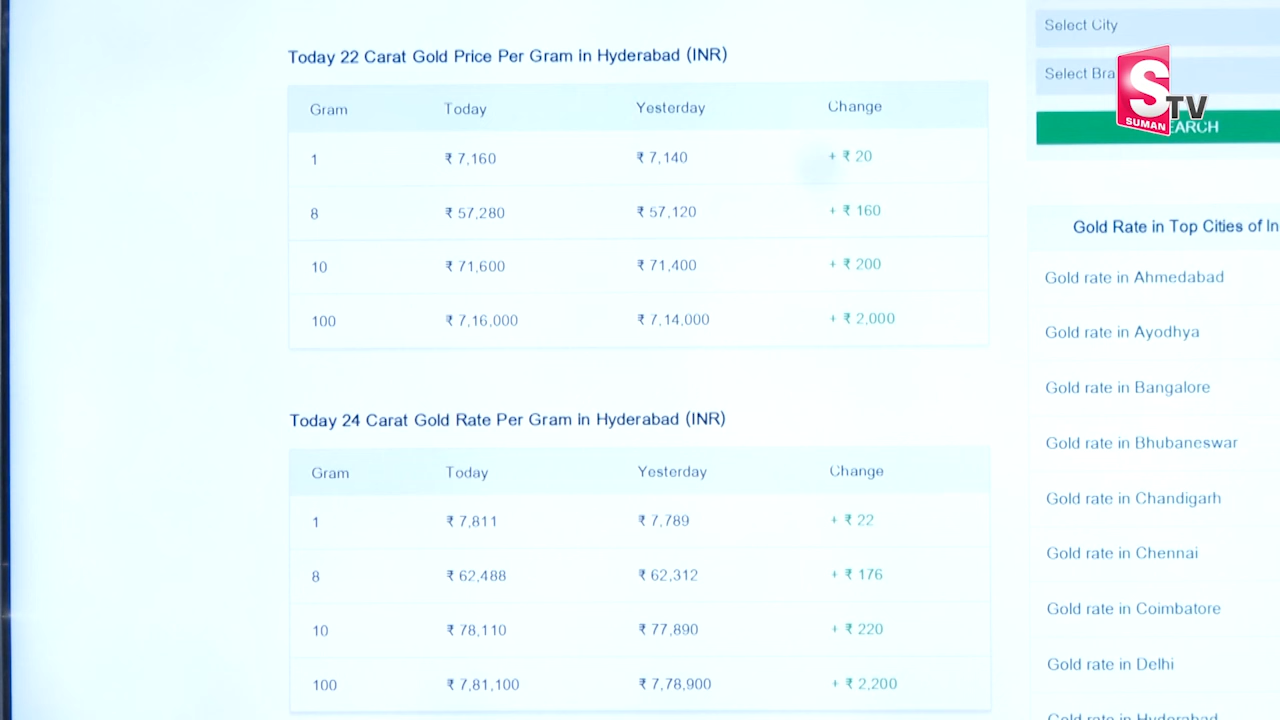 Today 22 Carat Gold Price Per Gram in Hyderabad (INR)
Gram Today Yesterday Change
1 ₹ 7,160 ₹ 7,140 + ₹ 20
8 ₹ 57,280 ₹ 57,120 + ₹ 160
10 ₹ 71,600 ₹ 71,400 + ₹ 200
100 ₹ 7,16,000 ₹ 7,14,000 + ₹ 2,000
Today 24 Carat Gold Rate Per Gram in Hyderabad (INR)
Gram Today Yesterday Change
1 ₹ 7,811 ₹ 7,789 + ₹ 22
8 ₹ 62,488 ₹ 62,312 + ₹ 176
10 ₹ 78,110 ₹ 77,890 + ₹ 220
100 ₹ 7,81,100 ₹ 7,78,900 + ₹ 2,200
Select City
Select Bra
EARCH
S TV
SUMAN
Gold Rate in Top Cities of In
Gold rate in Ahmedabad
Gold rate in Ayodhya
Gold rate in Bangalore
Gold rate in Bhubaneswar
Gold rate in Chandigarh
Gold rate in Chennai
Gold rate in Coimbatore
Gold rate in Delhi
Gold rate in Hyderabad